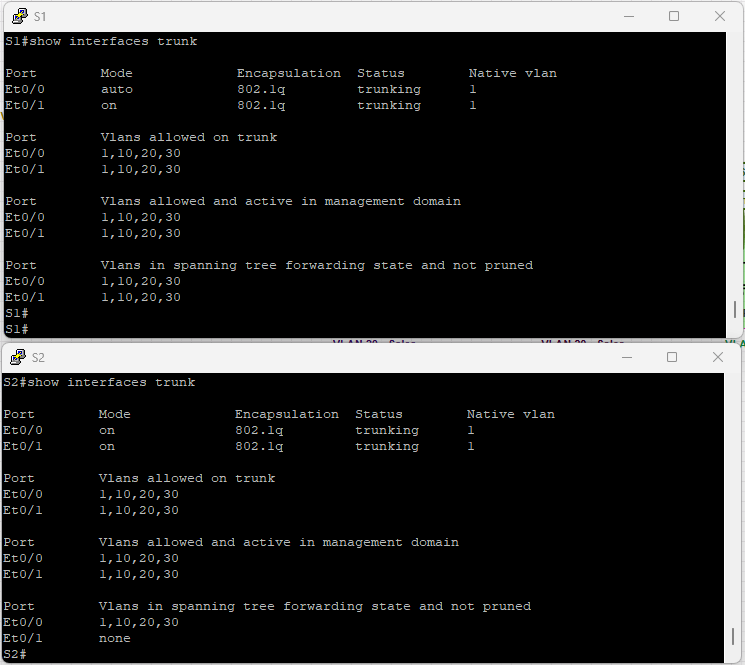 S1
S1#show interfaces trunk
Port Mode Encapsulation Status Native vlan
Et0/0 auto 802.1q trunking 1
Et0/1 on 802.1q trunking 1
Port Vlans allowed on trunk
Et0/0 1,10,20,30
Et0/1 1,10,20,30
Port Vlans allowed and active in management domain
Et0/0 1,10,20,30
Et0/1 1,10,20,30
Port Vlans in spanning tree forwarding state and not pruned
Et0/0 1,10,20,30
Et0/1 1,10,20,30
S1#
S1#
S2
S2#show interfaces trunk
Port Mode Encapsulation Status Native vlan
Et0/0 on 802.1q trunking 1
Et0/1 on 802.1q trunking 1
Port Vlans allowed on trunk
Et0/0 1,10,20,30
Et0/1 1,10,20,30
Port Vlans allowed and active in management domain
Et0/0 1,10,20,30
Et0/1 1,10,20,30
Port Vlans in spanning tree forwarding state and not pruned
Et0/0 1,10,20,30
Et0/1 none
S2#